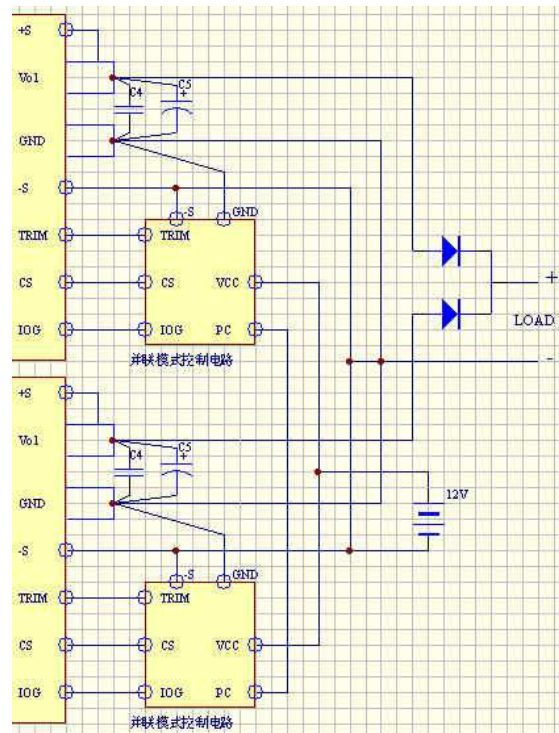 +S
Vol
C4
C5
+
GND
-S
-S
GND
TRIM
TRIM
CS
CS
VCC
IOG
IOG
PC
并联模式控制电路
+
LOAD
-
+S
Vol
C4
C5
+
GND
12V
-S
-S
GND
TRIM
TRIM
CS
CS
VCC
IOG
IOG
PC
并联模式控制电路